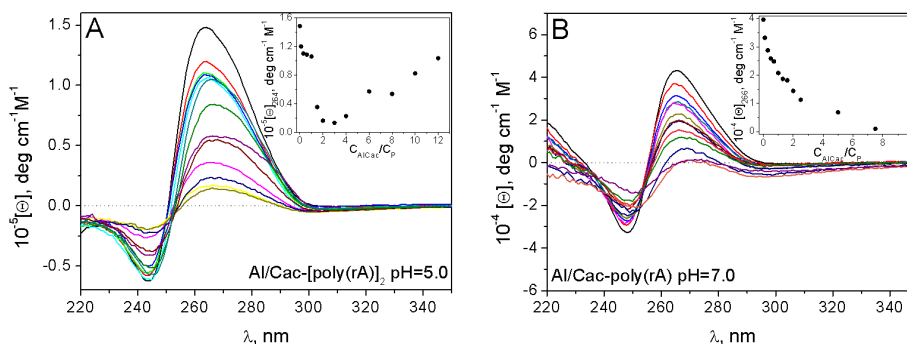 A
10⁻⁵[Θ], deg cm⁻¹M⁻¹
1.5
1.0
0.5
0.0
-0.5
220 240 260 280 300 320 340
λ, nm
Al/Cac-[poly(rA)]₂ pH=5.0
10⁻⁵[Θ]₂₆₄, deg cm⁻¹ M⁻¹
1.6
1.2
0.8
0.4
0.0
0 2 4 6 8 10 12
C_AlCac/C_P
B
10⁻⁴ [Θ], deg cm⁻¹ M⁻¹
6
4
2
0
-2
-4
-6
220 240 260 280 300 320 340
λ, nm
Al/Cac-poly(rA) pH=7.0
10⁻⁴ [Θ]₂₆₆, deg cm⁻¹ M⁻¹
4
3
2
1
0
0 2 4 6 8
C_AlCac/C_P